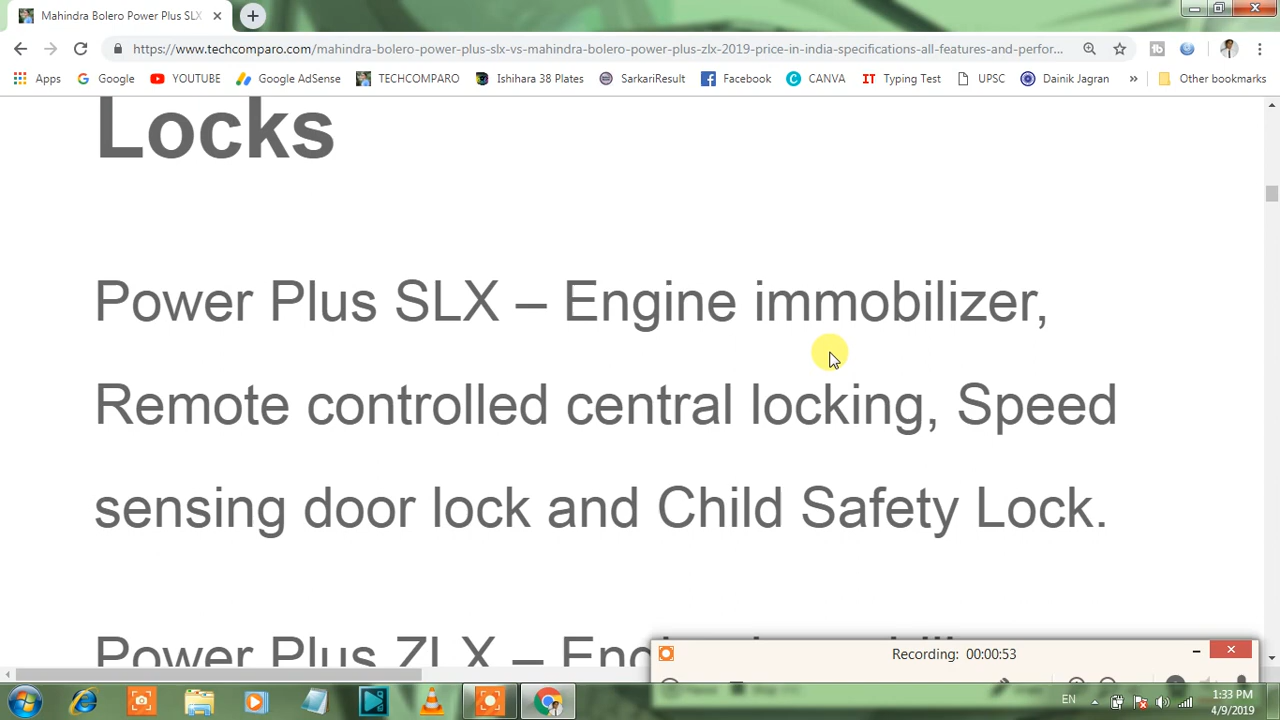 Mahindra Bolero Power Plus SLX
https://www.techcomparo.com/mahindra-bolero-power-plus-slx-vs-mahindra-bolero-power-plus-zlx-2019-price-in-india-specifications-all-features-and-perfor...
Apps Google YOUTUBE Google AdSense TECHCOMPARO Ishihara 38 Plates SarkariResult Facebook CANVA IT Typing Test UPSC Dainik Jagran » Other bookmarks
Locks
Power Plus SLX – Engine immobilizer,
Remote controlled central locking, Speed
sensing door lock and Child Safety Lock.
Power Plus ZLX –
Recording: 00:00:53
EN 1:33 PM
4/9/2019